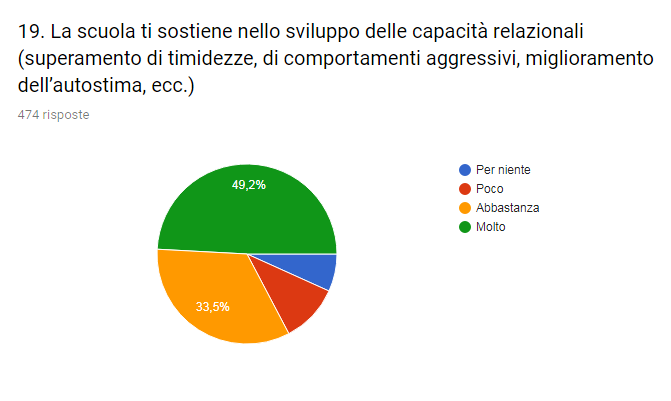 19. La scuola ti sostiene nello sviluppo delle capacità relazionali
(superamento di timidezze, di comportamenti aggressivi, miglioramento
dell’autostima, ecc.)
474 risposte
49,2%
33,5%
Per niente
Poco
Abbastanza
Molto